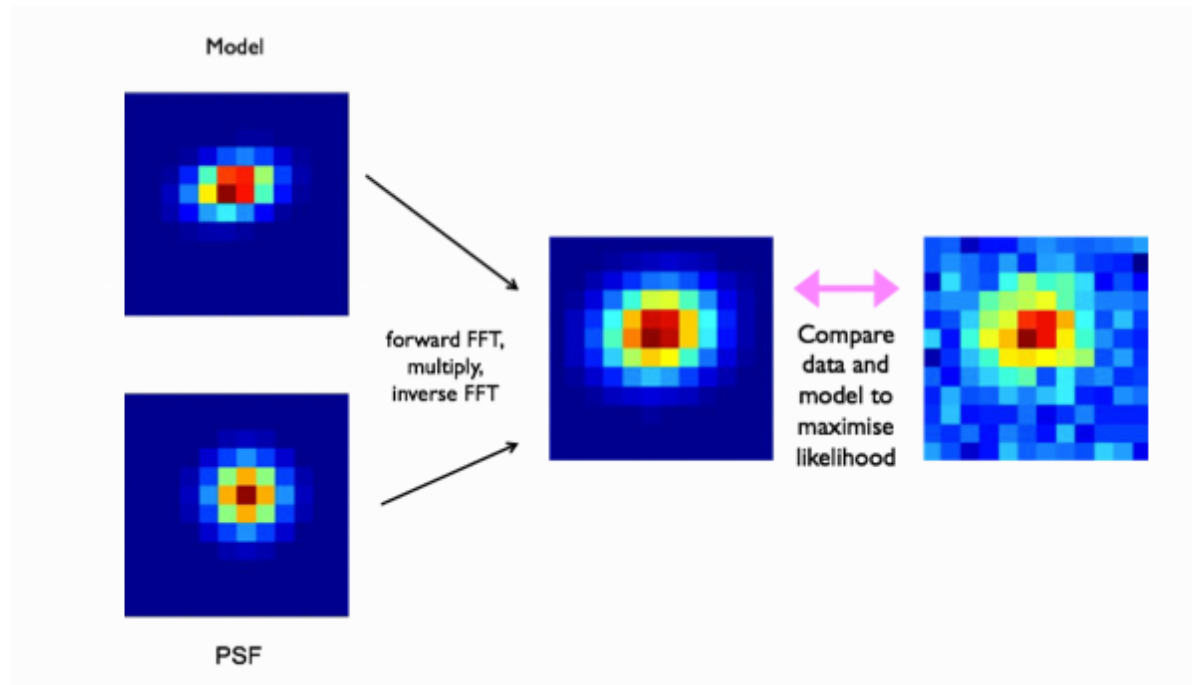 Model
forward FFT,
multiply,
inverse FFT
Compare
data and
model to
maximise
likelihood
PSF